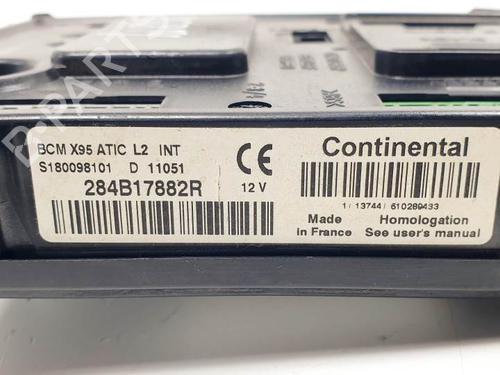 BCM X95 ATIC L2 INT
S180098101 D 11051
284B17882R
12 V
CE
Continental
1/ 13744/ 610289433
Made Homologation
in France See user's manual
D-PARTS